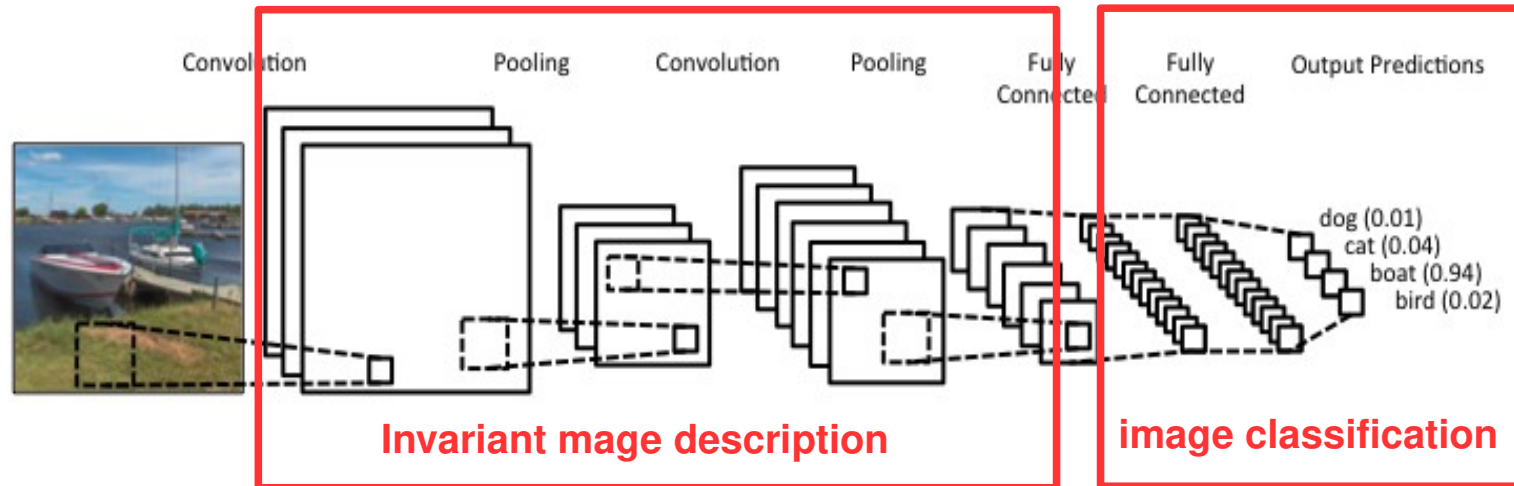 Convolution Pooling Convolution Pooling Fully Fully Output Predictions
Connected Connected
dog (0.01)
cat (0.04)
boat (0.94)
bird (0.02)
Invariant mage description image classification